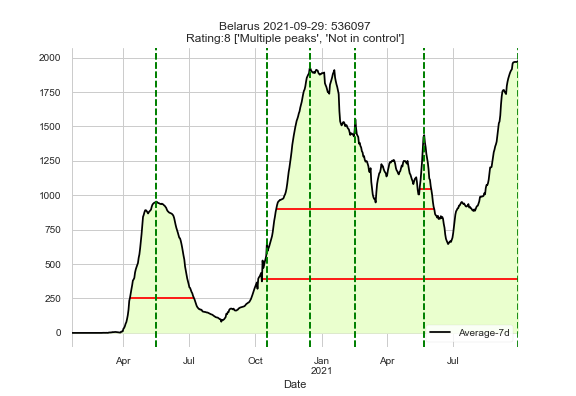 Belarus 2021-09-29: 536097
Rating:8 ['Multiple peaks', 'Not in control']
2000
1750
1500
1250
1000
750
500
250
0
Average-7d
Apr
Jul
Oct
Jan
2021
Apr
Jul
Date